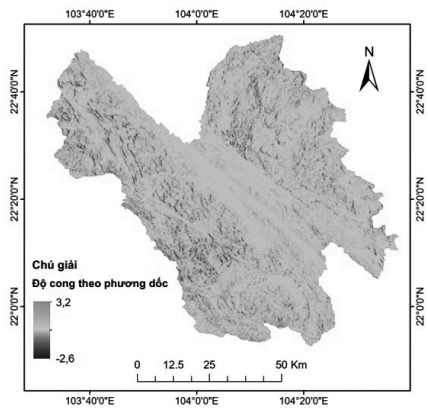 103°40'0"E 104°0'0"E 104°20'0"E
N
22°40'0"N 22°40'0"N
22°20'0"N 22°20'0"N
22°0'0"N 22°0'0"N
Chú giải
Độ cong theo phương dốc
3,2
-2,6
0 12.5 25 50 Km
103°40'0"E 104°0'0"E 104°20'0"E